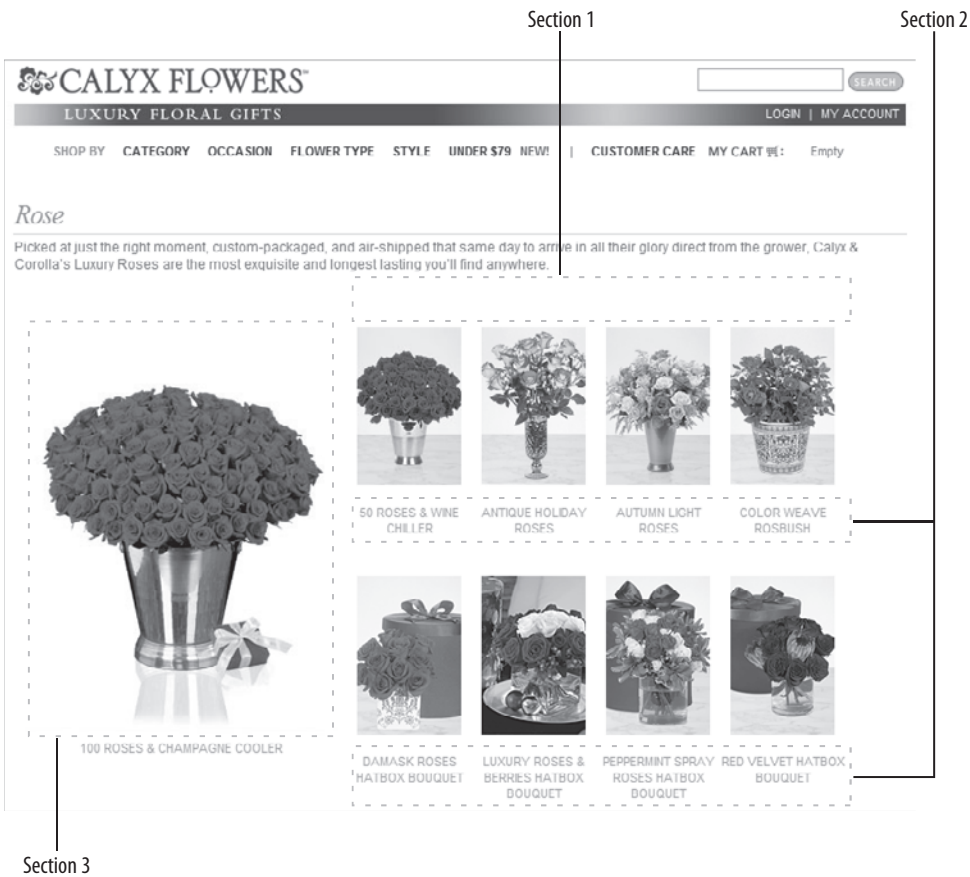 Section 1
Section 2
CALYX FLOWERS
SEARCH
LUXURY FLORAL GIFTS
LOGIN | MY ACCOUNT
SHOP BY CATEGORY OCCASION FLOWER TYPE STYLE UNDER $79 NEW! | CUSTOMER CARE MY CART : Empty
Rose
Picked at just the right moment, custom-packaged, and air-shipped that same day to arrive in all their glory direct from the grower, Calyx &
Corolla's Luxury Roses are the most exquisite and longest lasting you'll find anywhere.
50 ROSES & WINE
CHILLER
ANTIQUE HOLIDAY
ROSES
AUTUMN LIGHT
ROSES
COLOR WEAVE
ROSBUSH
100 ROSES & CHAMPAGNE COOLER
DAMASK ROSES
HATBOX BOUQUET
LUXURY ROSES &
BERRIES HATBOX
BOUQUET
PEPPERMINT SPRAY
ROSES HATBOX
BOUQUET
RED VELVET HATBOX
BOUQUET
Section 3